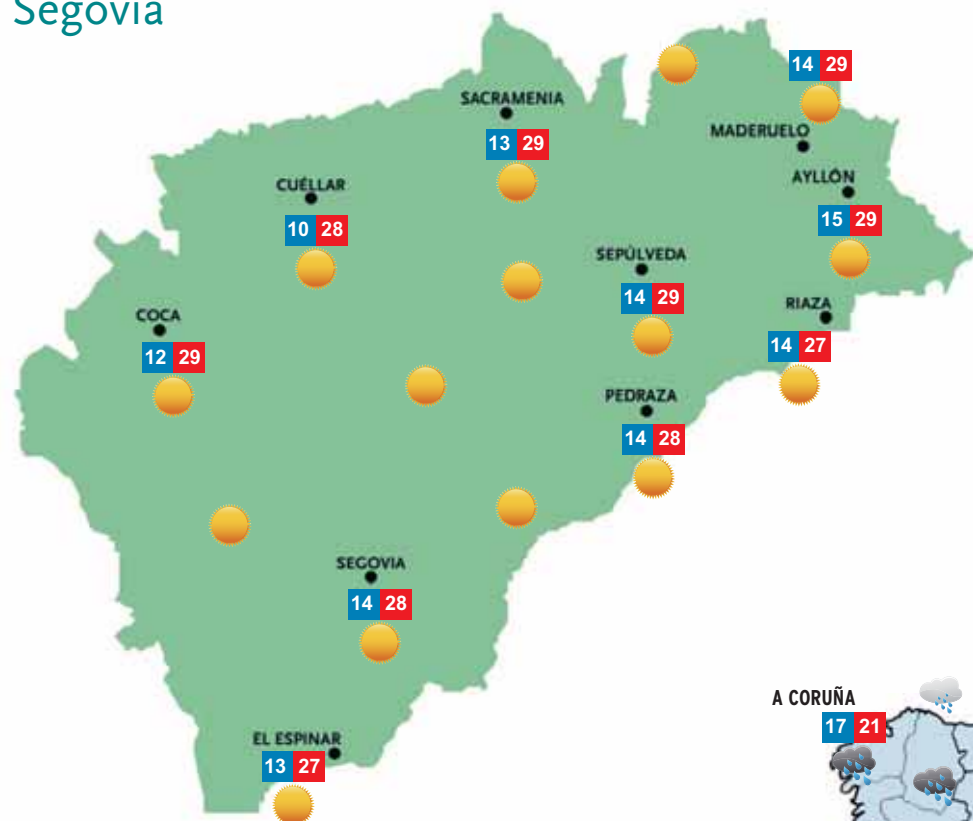 Segovia
14 29
SACRAMENIA
13 29
MADERUELO
AYLLÓN
15 29
CUÉLLAR
10 28
SEPÚLVEDA
14 29
RIAZA
14 27
COCA
12 29
PEDRAZA
14 28
SEGOVIA
14 28
A CORUÑA
17 21
EL ESPINAR
13 27